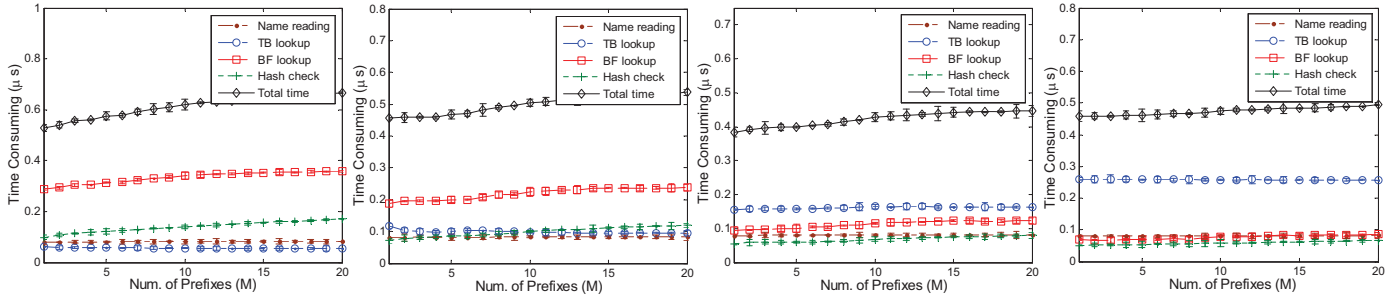 Time Consuming (μ s)
1
0.8
0.6
0.4
0.2
0
5
10
15
20
Num. of Prefixes (M)
Name reading
TB lookup
BF lookup
Hash check
Total time
Time Consuming (μ s)
0.8
0.7
0.6
0.5
0.4
0.3
0.2
0.1
0
5
10
15
20
Num. of Prefixes (M)
Name reading
TB lookup
BF lookup
Hash check
Total time
Time Consuming (μ s)
0.7
0.6
0.5
0.4
0.3
0.2
0.1
0
5
10
15
20
Num. of Prefixes (M)
Name reading
TB lookup
BF lookup
Hash check
Total time
Time Consuming (μ s)
0.8
0.7
0.6
0.5
0.4
0.3
0.2
0.1
0
5
10
15
20
Num. of Prefixes (M)
Name reading
TB lookup
BF lookup
Hash check
Total time